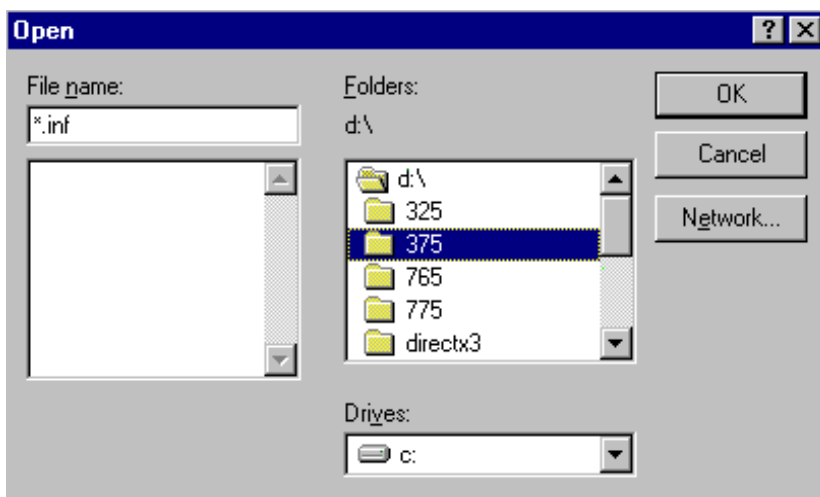 Open
File name:
*.inf
Folders:
d:\
d:\
325
375
765
775
directx3
Drives:
c:
OK
Cancel
Network...